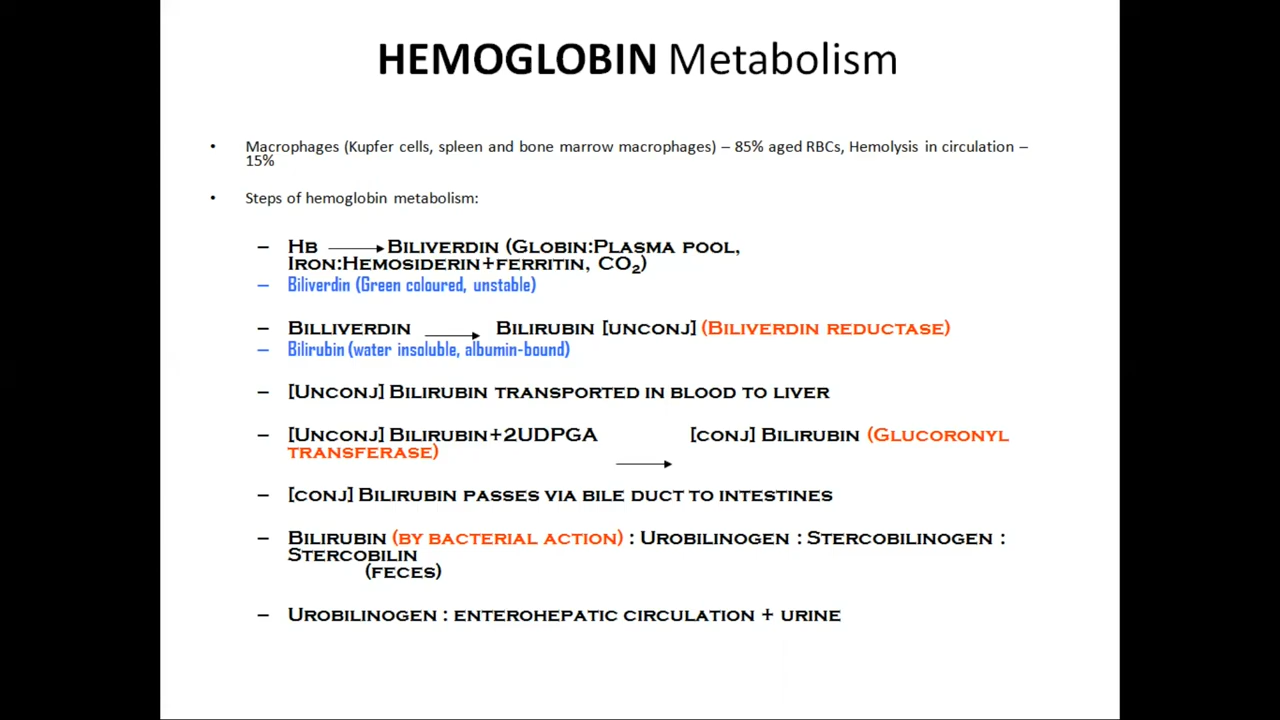 HEMOGLOBIN Metabolism
• Macrophages (Kupfer cells, spleen and bone marrow macrophages) – 85% aged RBCs, Hemolysis in circulation –
15%
• Steps of hemoglobin metabolism:
– Hb → Biliverdin (Globin:Plasma pool,
Iron:Hemosiderin+ferritin, CO₂)
– Biliverdin (Green coloured, unstable)
– Billiverdin → Bilirubin [unconj] (Biliverdin reductase)
– Bilirubin (water insoluble, albumin-bound)
– [Unconj] Bilirubin transported in blood to liver
– [Unconj] Bilirubin+2UDPGA → [conj] Bilirubin (Glucoronyl
transferase)
– [conj] Bilirubin passes via bile duct to intestines
– Bilirubin (by bacterial action) : Urobilinogen : Stercobilinogen :
Stercobilin
(feces)
– Urobilinogen : enterohepatic circulation + urine